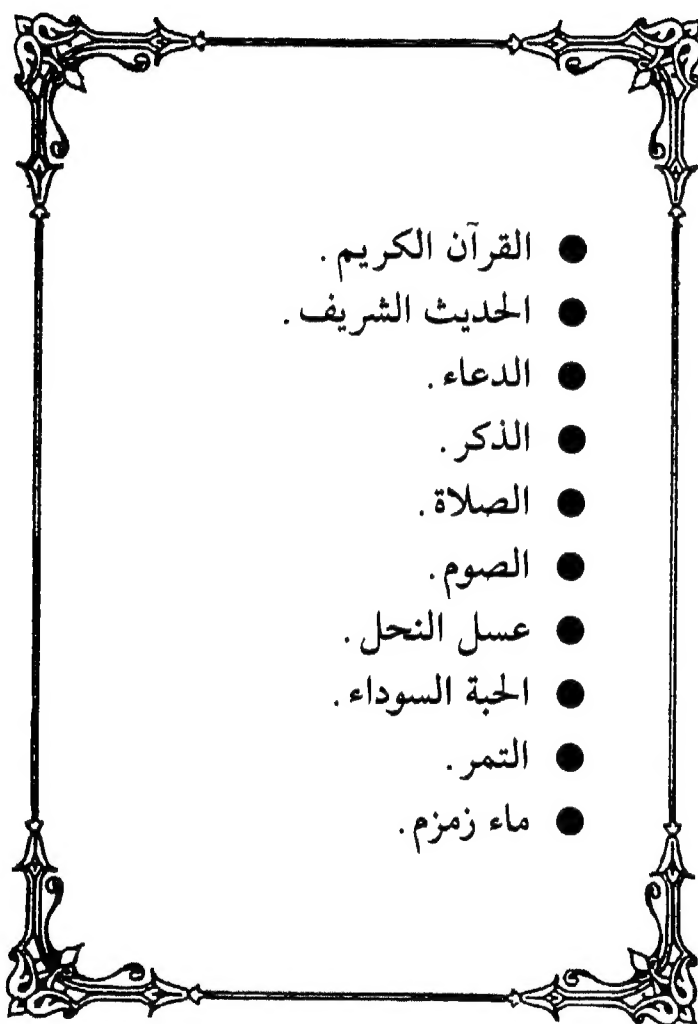 ● القرآن الكريم.
● الحديث الشريف.
● الدعاء.
● الذكر.
● الصلاة.
● الصوم.
● عسل النحل.
● الحبة السوداء.
● التمر.
● ماء زمزم.